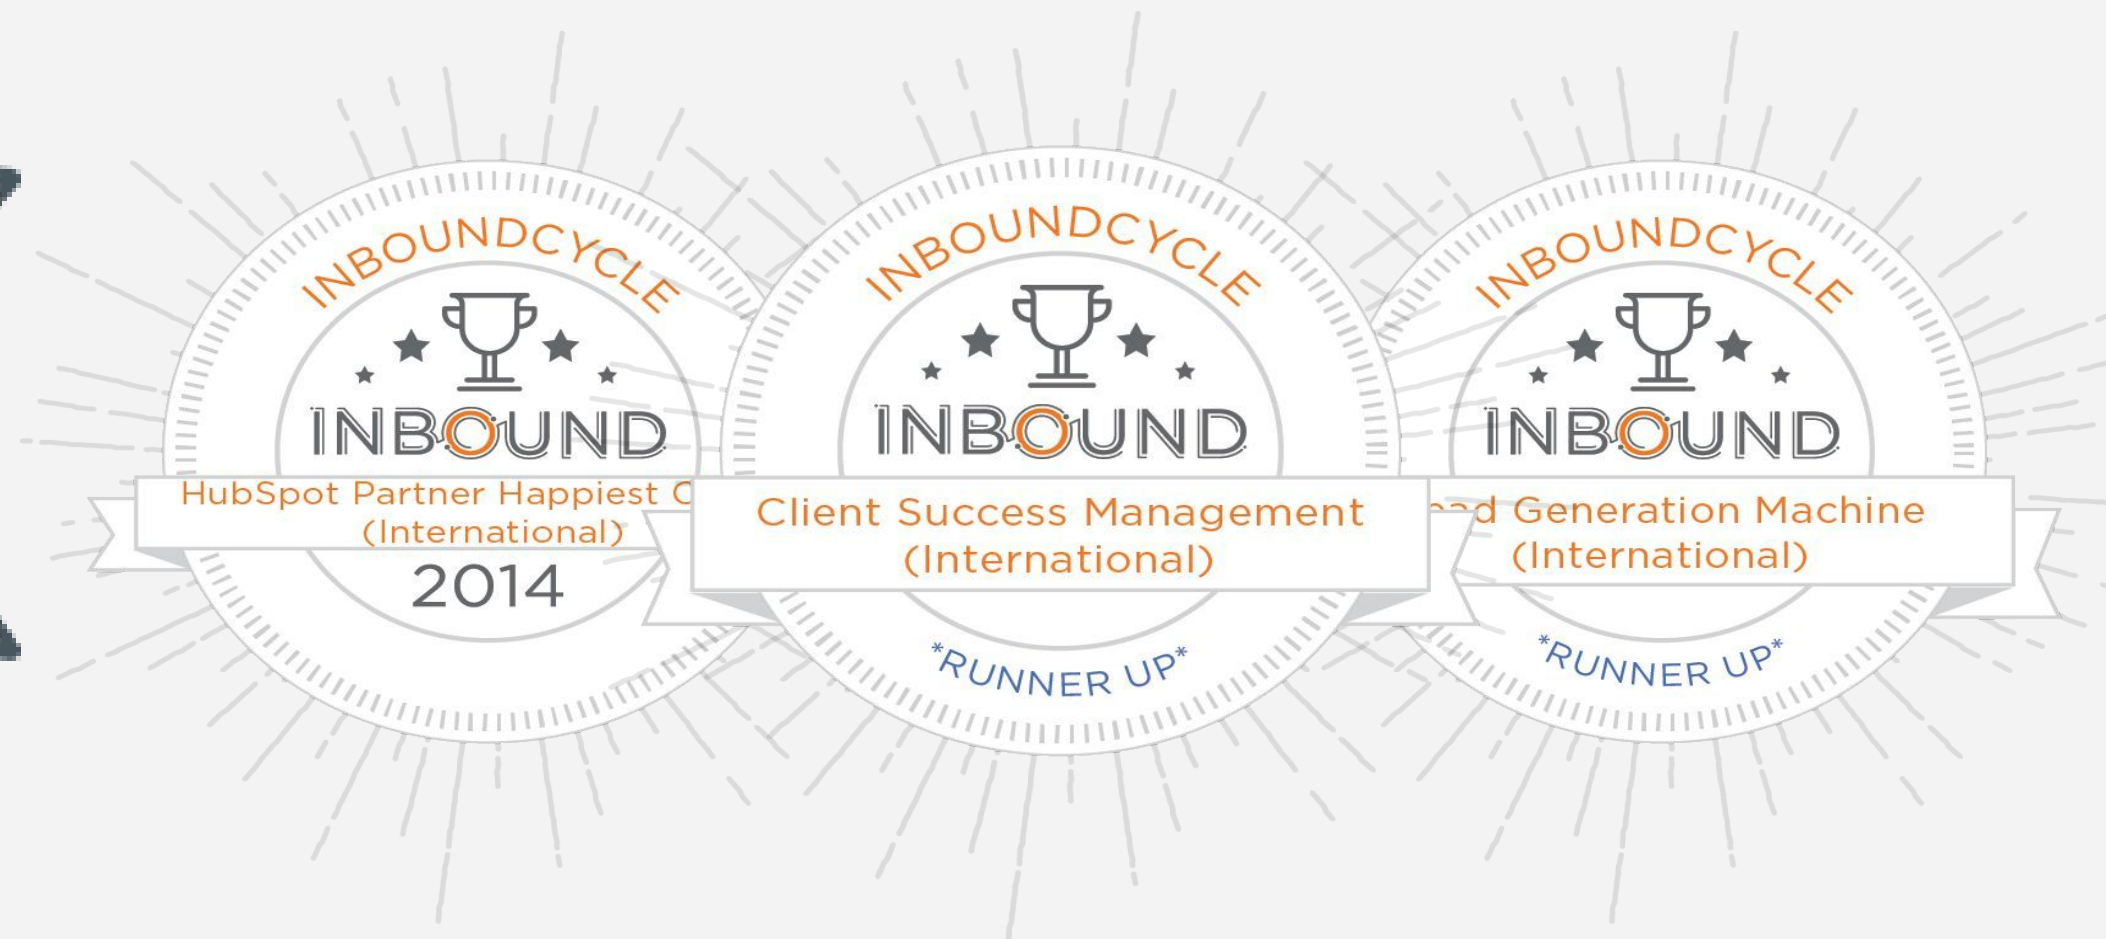 INBOUNDCYCLE
INBOUND
HubSpot Partner Happiest
(International)
2014
INBOUNDCYCLE
INBOUND
Client Success Management
(International)
*RUNNER UP*
INBOUNDCYCLE
INBOUND
Generation Machine
(International)
*RUNNER UP*